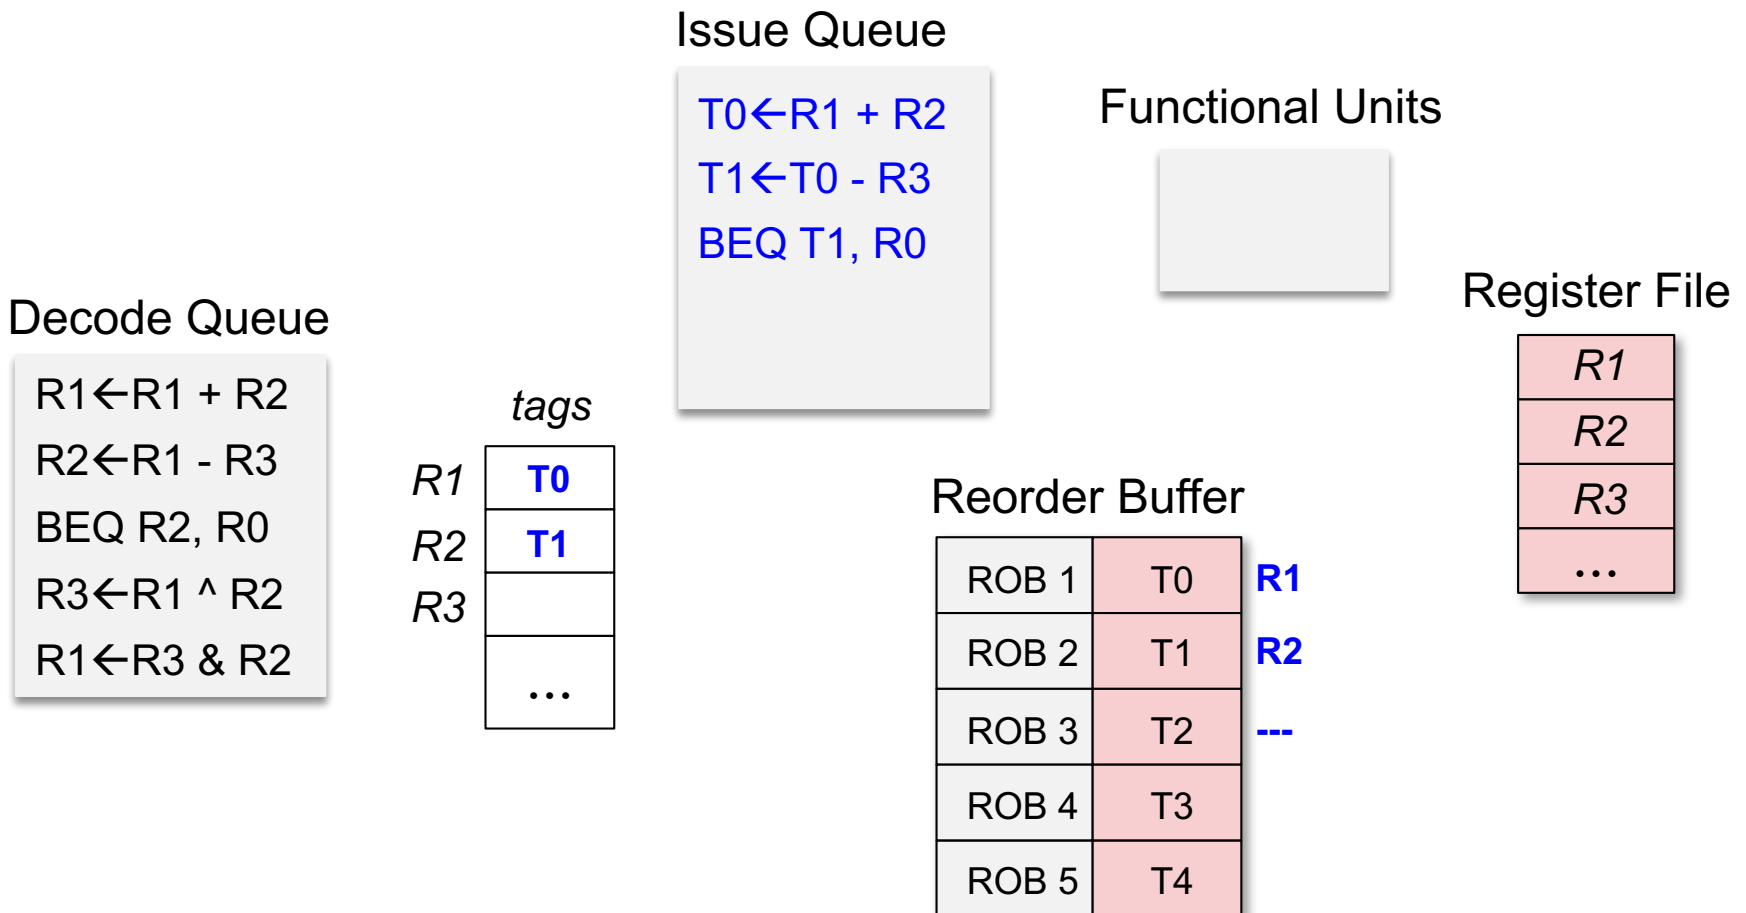 Issue Queue
T0←R1 + R2
T1←T0 - R3
BEQ T1, R0
Functional Units
Register File
R1
R2
R3
...
Decode Queue
R1←R1 + R2
R2←R1 - R3
BEQ R2, R0
R3←R1 ^ R2
R1←R3 & R2
tags
R1 T0
R2 T1
R3
...
Reorder Buffer
ROB 1 T0 R1
ROB 2 T1 R2
ROB 3 T2 ---
ROB 4 T3
ROB 5 T4